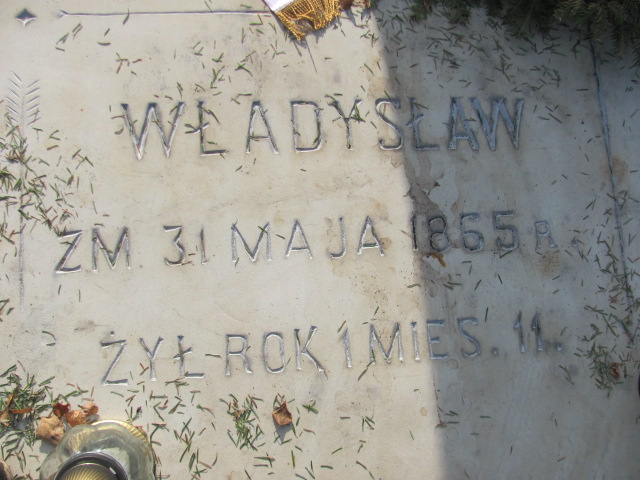 WŁADYSŁAW
ZM. 31 MAJA 1865 R.
ŻYŁ ROK 1 MIES. 11.